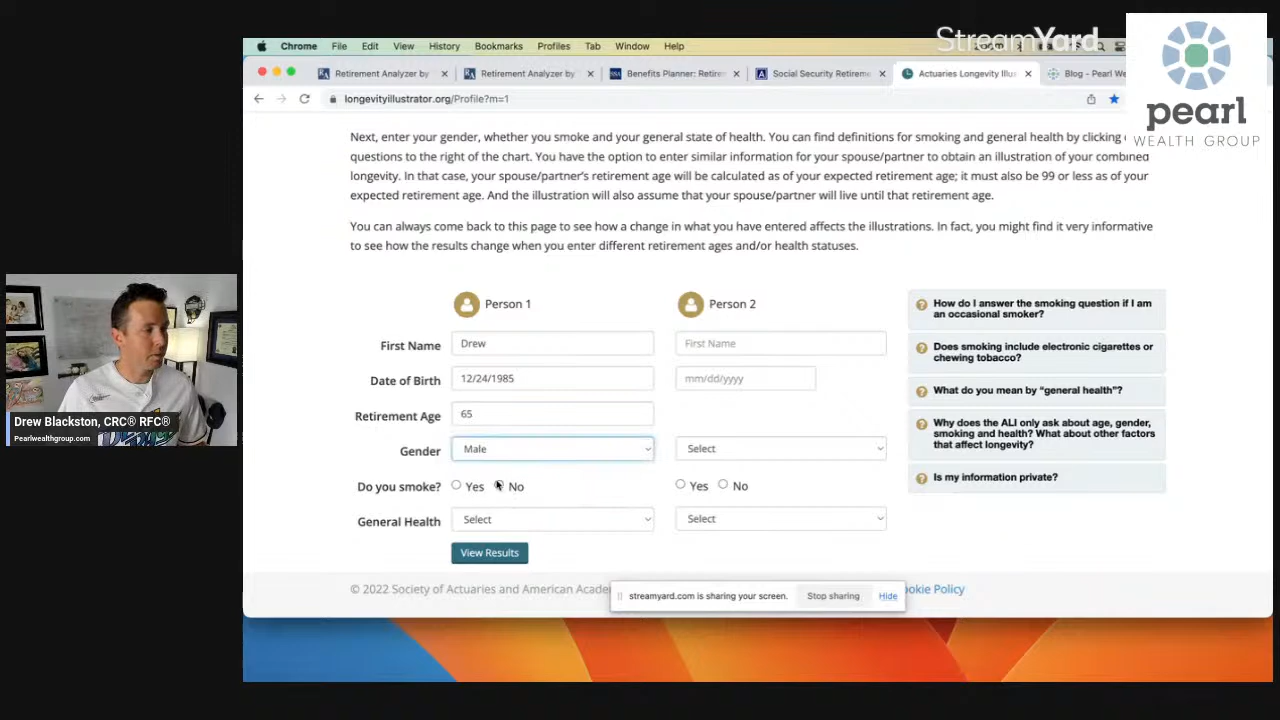 StreamYard
pearl
WEALTH GROUP
Chrome File Edit View History Bookmarks Profiles Tab Window Help
Retirement Analyzer by
Retirement Analyzer by
Benefits Planner: Retire
Social Security Retireme
Actuaries Longevity Illus
Blog - Pearl We
longevityillustrator.org/Profile?m=1
Next, enter your gender, whether you smoke and your general state of health. You can find definitions for smoking and general health by clicking
questions to the right of the chart. You have the option to enter similar information for your spouse/partner to obtain an illustration of your combined
longevity. In that case, your spouse/partner's retirement age will be calculated as of your expected retirement age; it must also be 99 or less as of your
expected retirement age. And the illustration will also assume that your spouse/partner will live until that retirement age.
You can always come back to this page to see how a change in what you have entered affects the illustrations. In fact, you might find it very informative
to see how the results change when you enter different retirement ages and/or health statuses.
Person 1 Person 2
First Name Drew First Name
Date of Birth 12/24/1985 mm/dd/yyyy
Retirement Age 65
Gender Male Select
Do you smoke? Yes No Yes No
General Health Select Select
View Results
How do I answer the smoking question if I am
an occasional smoker?
Does smoking include electronic cigarettes or
chewing tobacco?
What do you mean by "general health"?
Why does the ALI only ask about age, gender,
smoking and health? What about other factors
that affect longevity?
Is my information private?
© 2022 Society of Actuaries and American Acade
ookie Policy
streamyard.com is sharing your screen. Stop sharing Hide
Drew Blackston, CRC® RFC®
Pearlwealthgroup.com